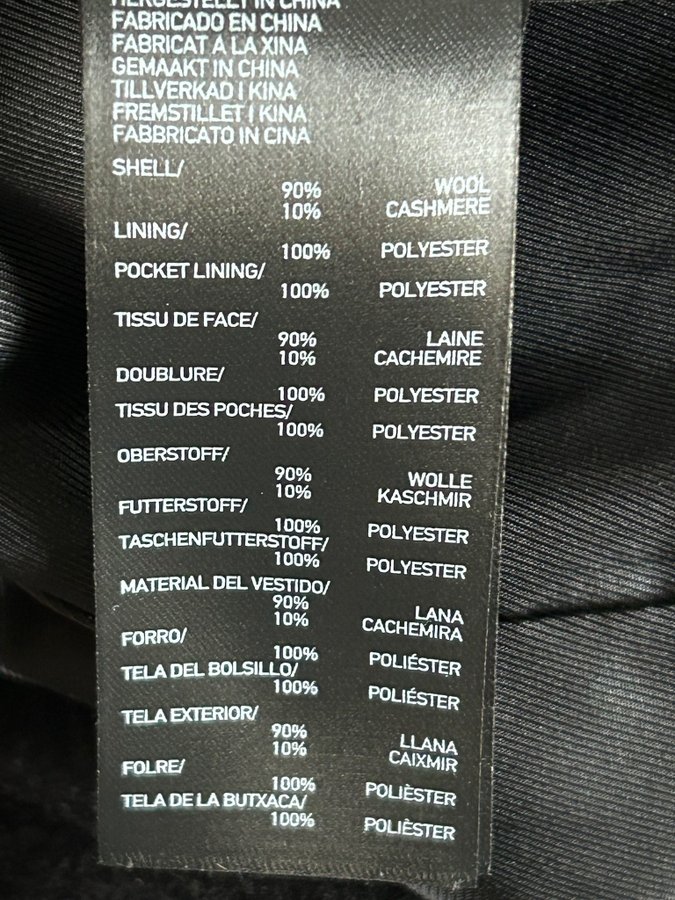 HERGESTELLT IN CHINA
FABRICADO EN CHINA
FABRICAT A LA XINA
GEMAAKT IN CHINA
TILLVERKAD I KINA
FREMSTILLET I KINA
FABBRICATO IN CINA
SHELL/
90% WOOL
10% CASHMERE
LINING/
100% POLYESTER
POCKET LINING/
100% POLYESTER
TISSU DE FACE/
90% LAINE
10% CACHEMIRE
DOUBLURE/
100% POLYESTER
TISSU DES POCHES/
100% POLYESTER
OBERSTOFF/
90% WOLLE
10% KASCHMIR
FUTTERSTOFF/
100% POLYESTER
TASCHENFUTTERSTOFF/
100% POLYESTER
MATERIAL DEL VESTIDO/
90% LANA
10% CACHEMIRA
FORRO/
100% POLIÉSTER
TELA DEL BOLSILLO/
100% POLIÉSTER
TELA EXTERIOR/
90% LLANA
10% CAIXMIR
FOLRE/
100% POLIÈSTER
TELA DE LA BUTXACA/
100% POLIÈSTER